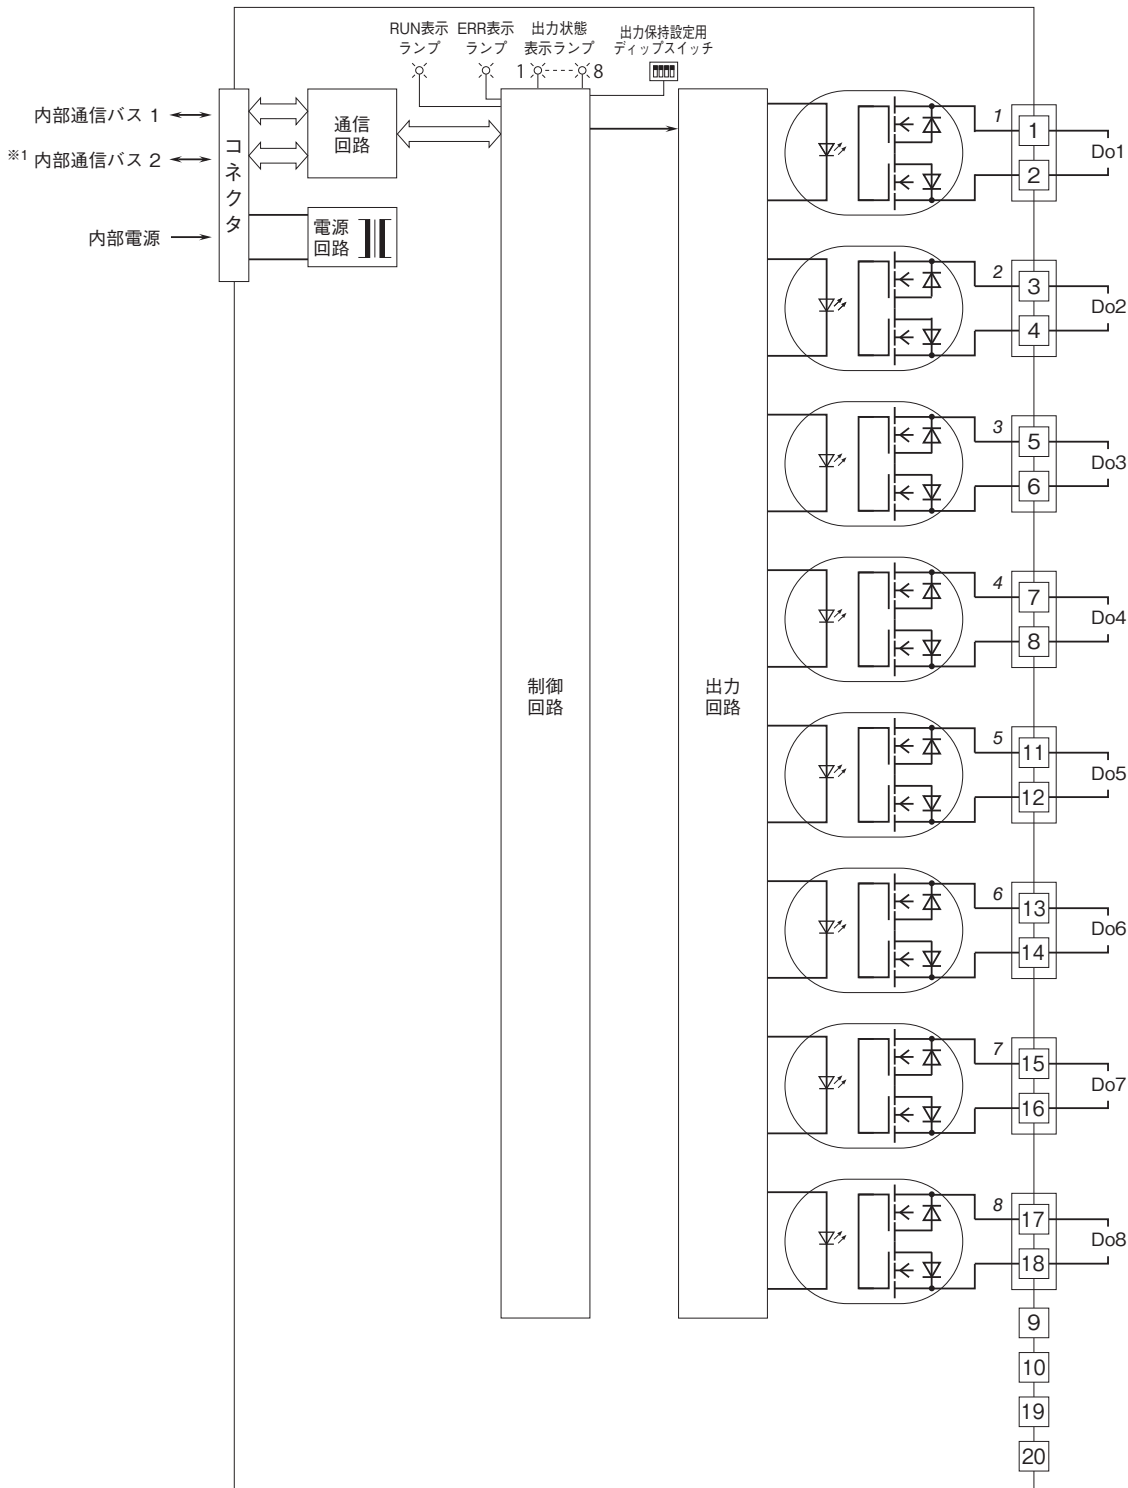 RUN表示
ランプ
ERR表示
ランプ
出力状態
表示ランプ
1
8
出力保持設定用
ディップスイッチ
内部通信バス 1
※1 内部通信バス 2
内部電源
コネクタ
通信
回路
電源
回路
制御
回路
出力
回路
1
1
2
Do1
2
3
4
Do2
3
5
6
Do3
4
7
8
Do4
5
11
12
Do5
6
13
14
Do6
7
15
16
Do7
8
17
18
Do8
9
10
19
20